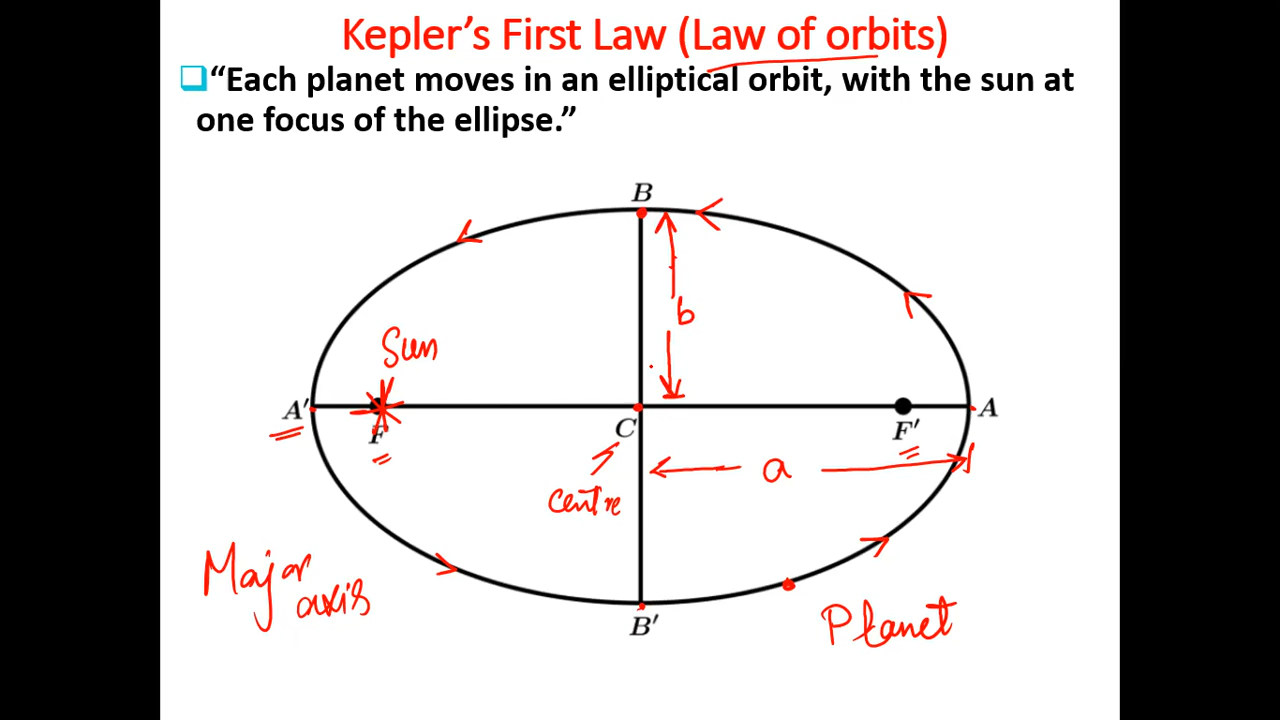 Kepler’s First Law (Law of orbits)
“Each planet moves in an elliptical orbit, with the sun at
one focus of the ellipse.”
B
b
Sun
A'
F
C
F'
A
a
Centre
Major
axis
B'
Planet